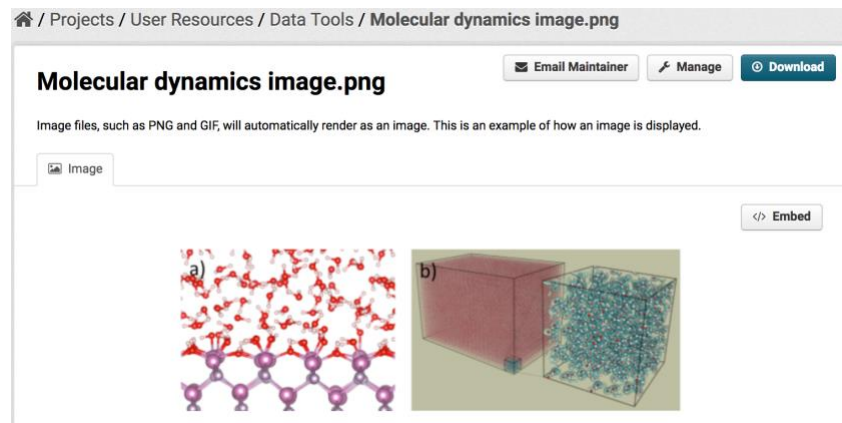 / Projects / User Resources / Data Tools / Molecular dynamics image.png
Molecular dynamics image.png
Email Maintainer
Manage
Download
Image files, such as PNG and GIF, will automatically render as an image. This is an example of how an image is displayed.
Image
</> Embed
a)
b)